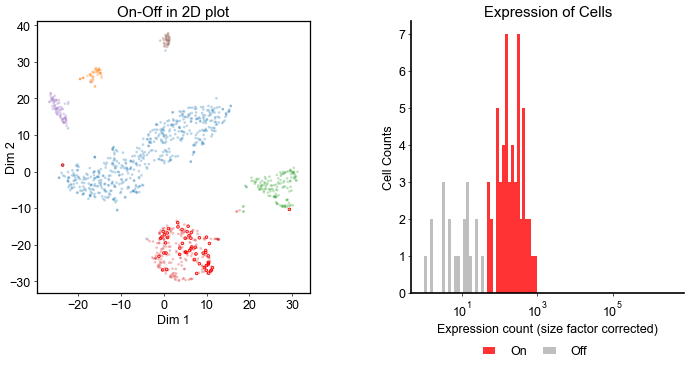 On-Off in 2D plot
Expression of Cells
40
30
20
10
0
−10
−20
−30
Dim 2
−20 −10 0 10 20 30
Dim 1
7
6
5
4
3
2
1
0
Cell Counts
10^1 10^3 10^5
Expression count (size factor corrected)
On Off